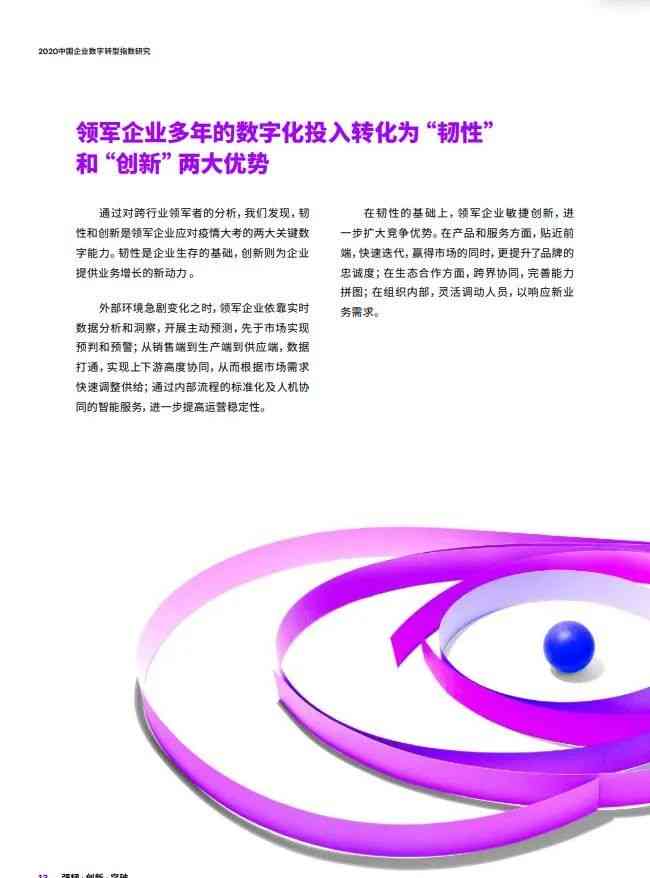 2020中国企业数字转型指数研究
领军企业多年的数字化投入转化为“韧性”
和“创新”两大优势
通过对跨行业领军者的分析，我们发现，韧
性和创新是领军企业应对疫情大考的两大关键数
字能力。韧性是企业生存的基础，创新则为企业
提供业务增长的新动力 。
外部环境急剧变化之时，领军企业依靠实时
数据分析和洞察，开展主动预测，先于市场实现
预判和预警；从销售端到生产端到供应端，数据
打通，实现上下游高度协同，从而根据市场需求
快速调整供给；通过内部流程的标准化及人机协
同的智能服务，进一步提高运营稳定性。
在韧性的基础上，领军企业敏捷创新，进
一步扩大竞争优势。在产品和服务方面，贴近前
端，快速迭代，赢得市场的同时，更提升了品牌的
忠诚度；在生态合作方面，跨界协同，完善能力
拼图；在组织内部，灵活调动人员，以响应新业
务需求。